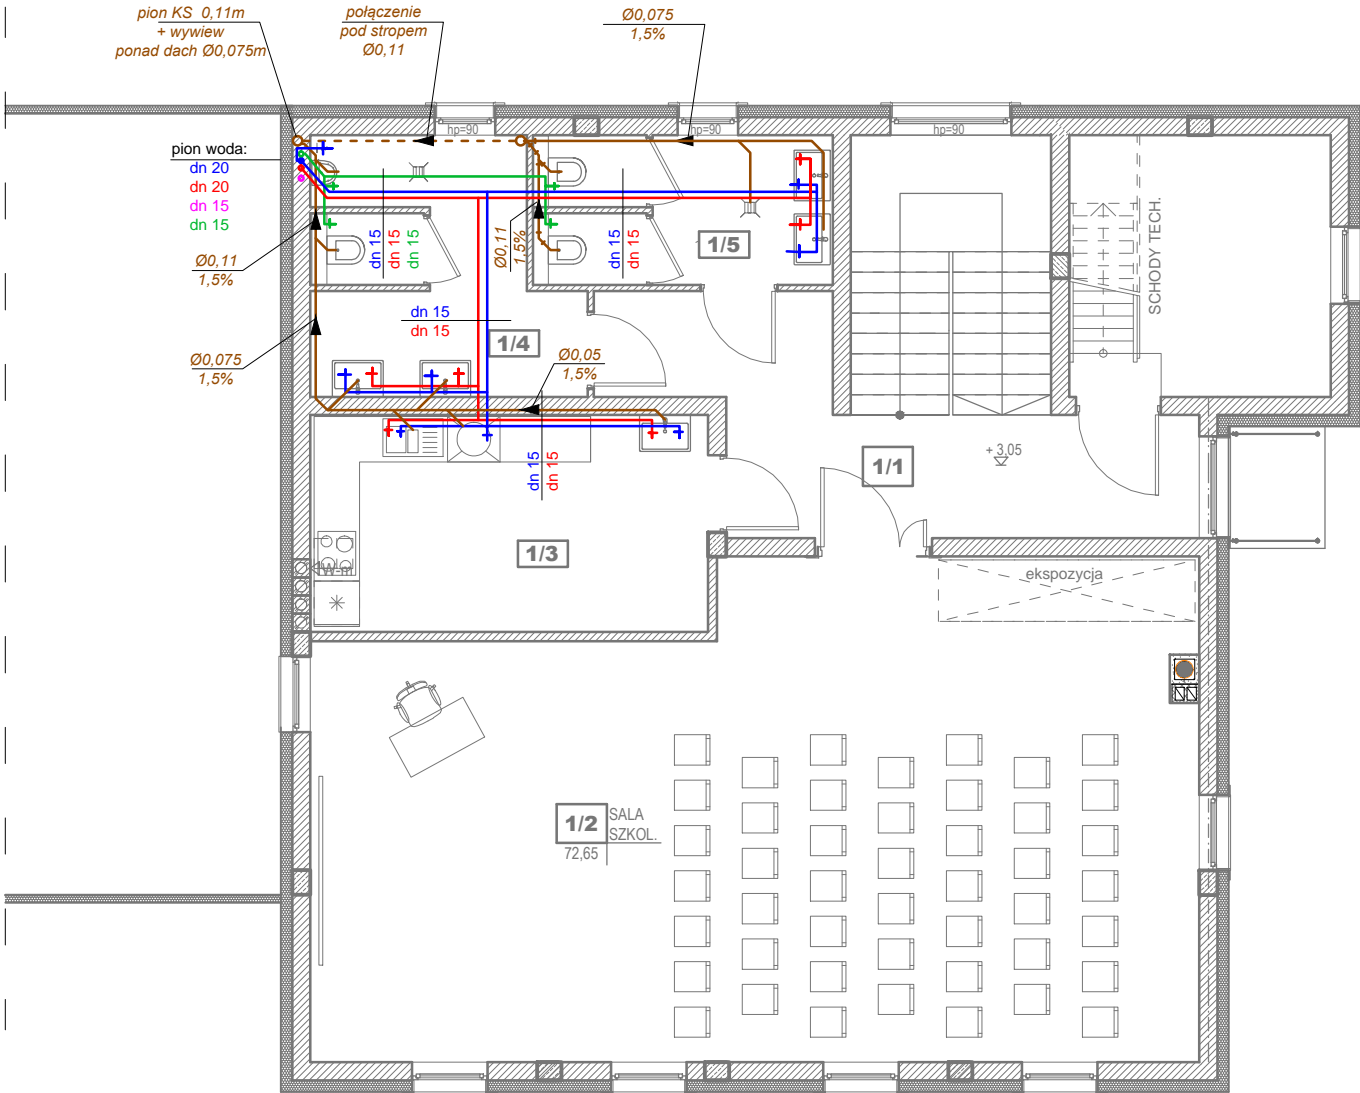 pion KS 0,11m
+ wywiew
ponad dach Ø0,075m
połączenie
pod stropem
Ø0,11
Ø0,075
1,5%
hp=90
hp=90
hp=90
pion woda:
dn 20
dn 20
dn 15
dn 15
Ø0,11
1,5%
Ø0,075
1,5%
dn 15
dn 15
dn 15
Ø0,11
1,5%
dn 15
dn 15
1/5
SCHODY TECH.
dn 15
dn 15
1/4
Ø0,05
1,5%
dn 15
dn 15
1/1
+ 3,05
1/3
ekspozycja
1/2
SALA
SZKOL.
72,65